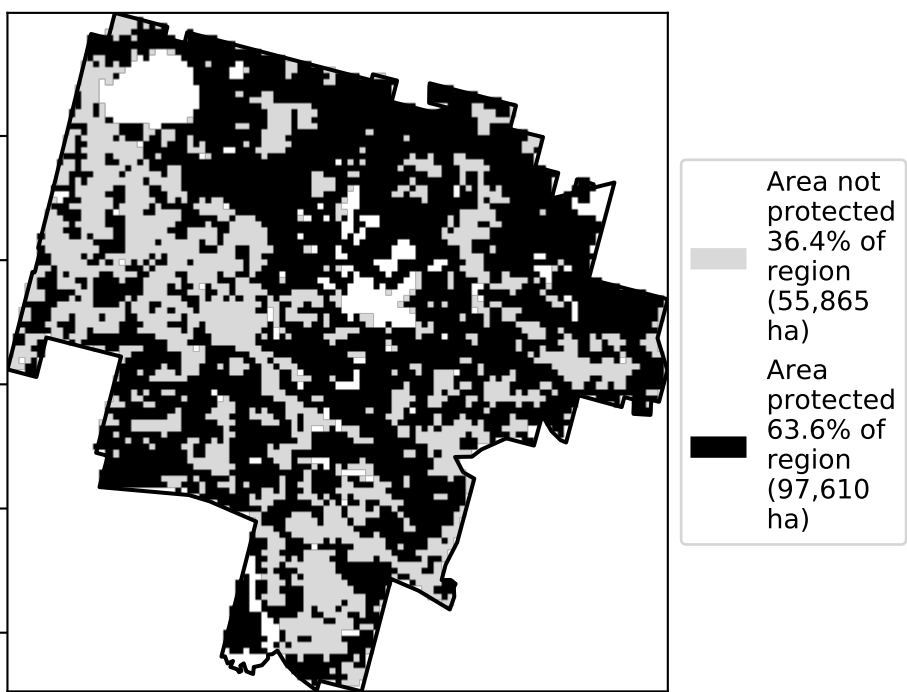 Area not
protected
36.4% of
region
(55,865
ha)
Area
protected
63.6% of
region
(97,610
ha)